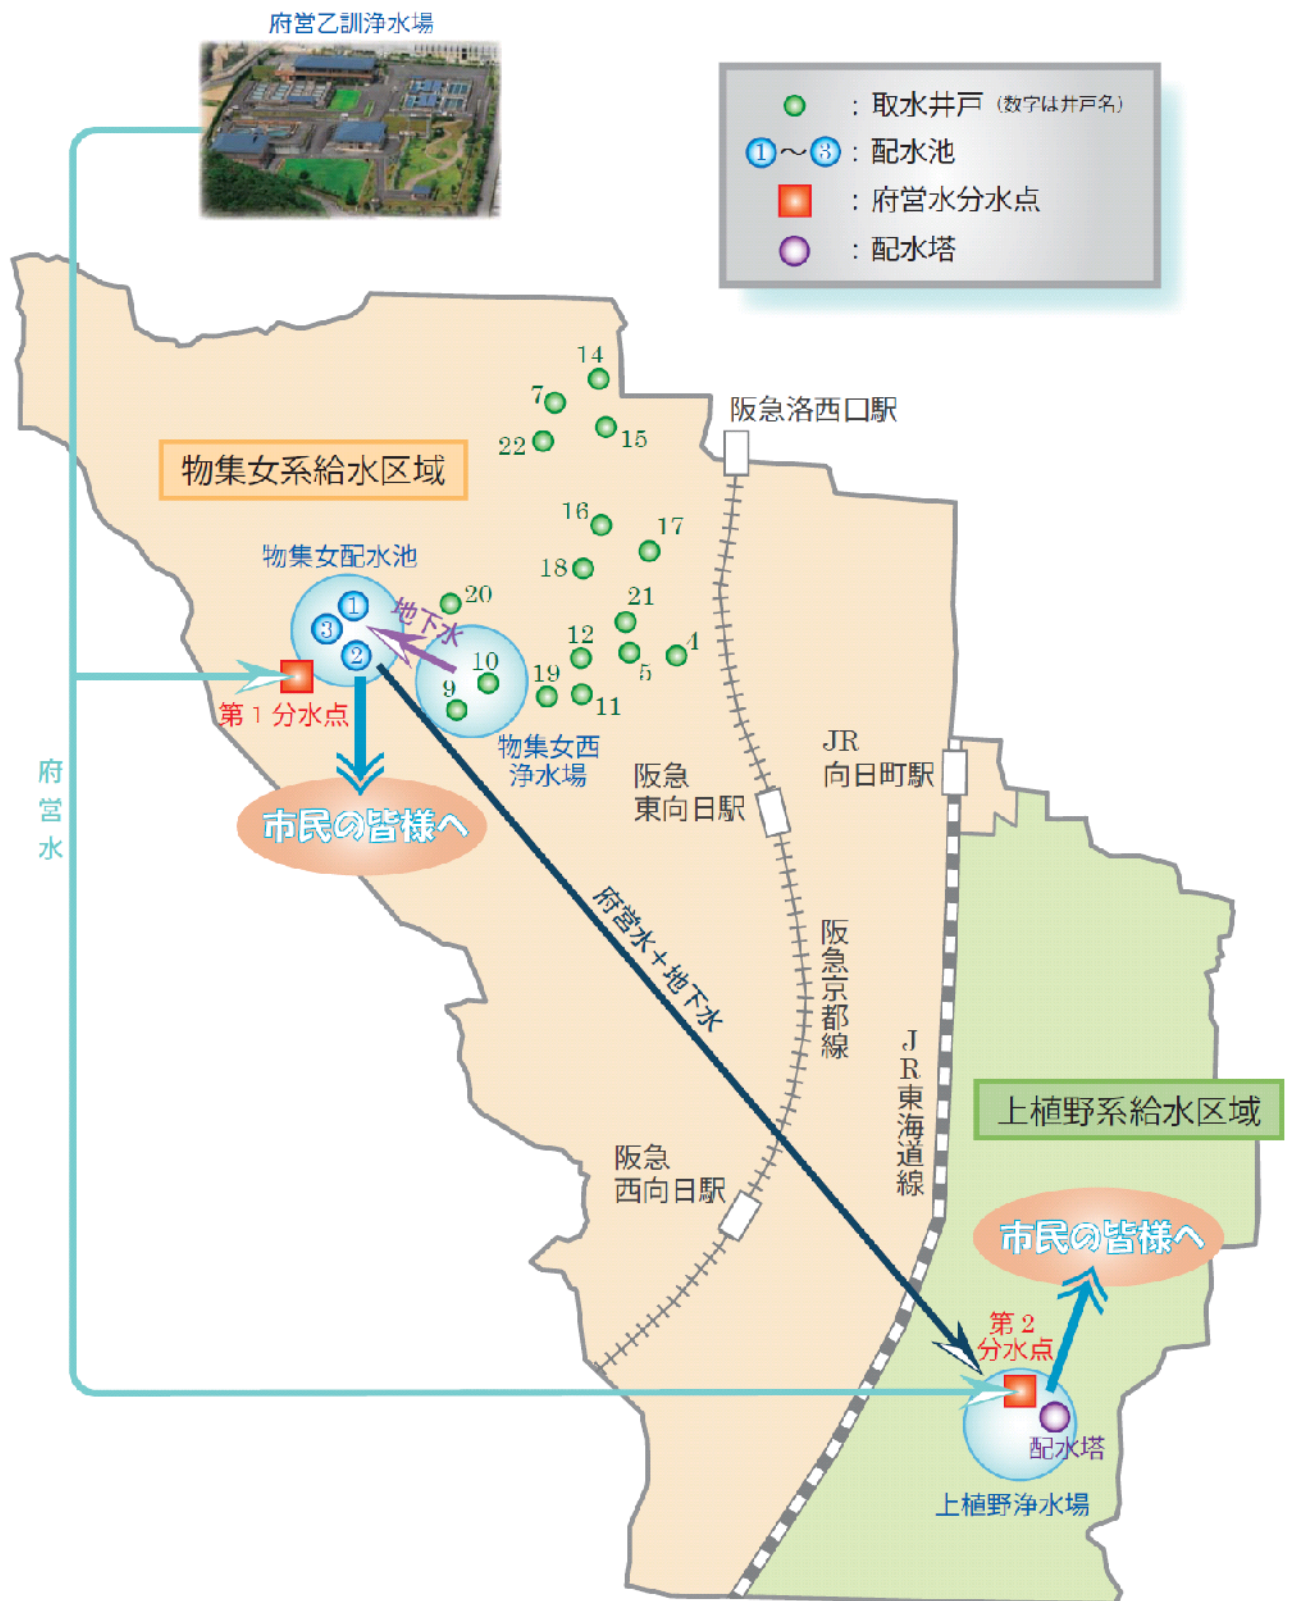 府営乙訓浄水場
：取水井戸（数字は井戸名）
①～③：配水池
：府営水分水点
：配水塔
14
7
15
22
阪急洛西口駅
物集女系給水区域
16
17
18
物集女配水池
20
21
地下水
①
③
②
12
4
5
10
9
19
11
第1分水点
物集女西
浄水場
JR
向日町駅
阪急
東向日駅
府営水
市民の皆様へ
府営水＋地下水
阪急京都線
JR東海道線
上植野系給水区域
阪急
西向日駅
市民の皆様へ
第2
分水点
配水塔
上植野浄水場